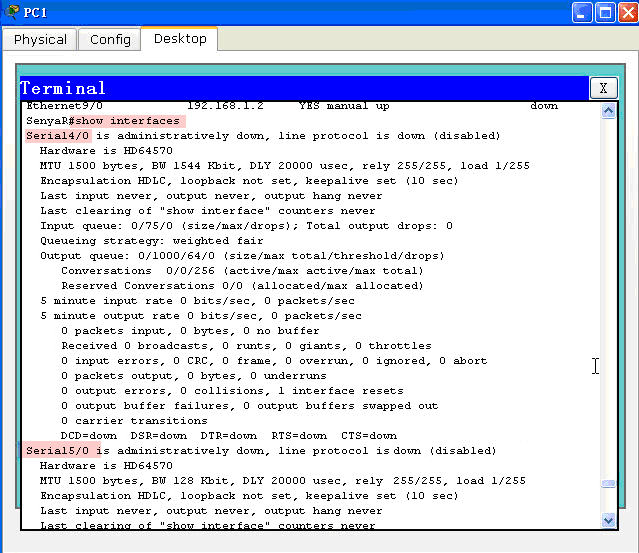 PC1
Physical Config Desktop
Terminal X
Ethernet9/0 192.168.1.2 YES manual up down
SenyaR#show interfaces
Serial4/0 is administratively down, line protocol is down (disabled)
Hardware is HD64570
MTU 1500 bytes, BW 1544 Kbit, DLY 20000 usec, rely 255/255, load 1/255
Encapsulation HDLC, loopback not set, keepalive set (10 sec)
Last input never, output never, output hang never
Last clearing of "show interface" counters never
Input queue: 0/75/0 (size/max/drops); Total output drops: 0
Queueing strategy: weighted fair
Output queue: 0/1000/64/0 (size/max total/threshold/drops)
Conversations 0/0/256 (active/max active/max total)
Reserved Conversations 0/0 (allocated/max allocated)
5 minute input rate 0 bits/sec, 0 packets/sec
5 minute output rate 0 bits/sec, 0 packets/sec
0 packets input, 0 bytes, 0 no buffer
Received 0 broadcasts, 0 runts, 0 giants, 0 throttles
0 input errors, 0 CRC, 0 frame, 0 overrun, 0 ignored, 0 abort
0 packets output, 0 bytes, 0 underruns
0 output errors, 0 collisions, 1 interface resets
0 output buffer failures, 0 output buffers swapped out
0 carrier transitions
DCD=down DSR=down DTR=down RTS=down CTS=down
Serial5/0 is administratively down, line protocol is down (disabled)
Hardware is HD64570
MTU 1500 bytes, BW 128 Kbit, DLY 20000 usec, rely 255/255, load 1/255
Encapsulation HDLC, loopback not set, keepalive set (10 sec)
Last input never, output never, output hang never
Last clearing of "show interface" counters never